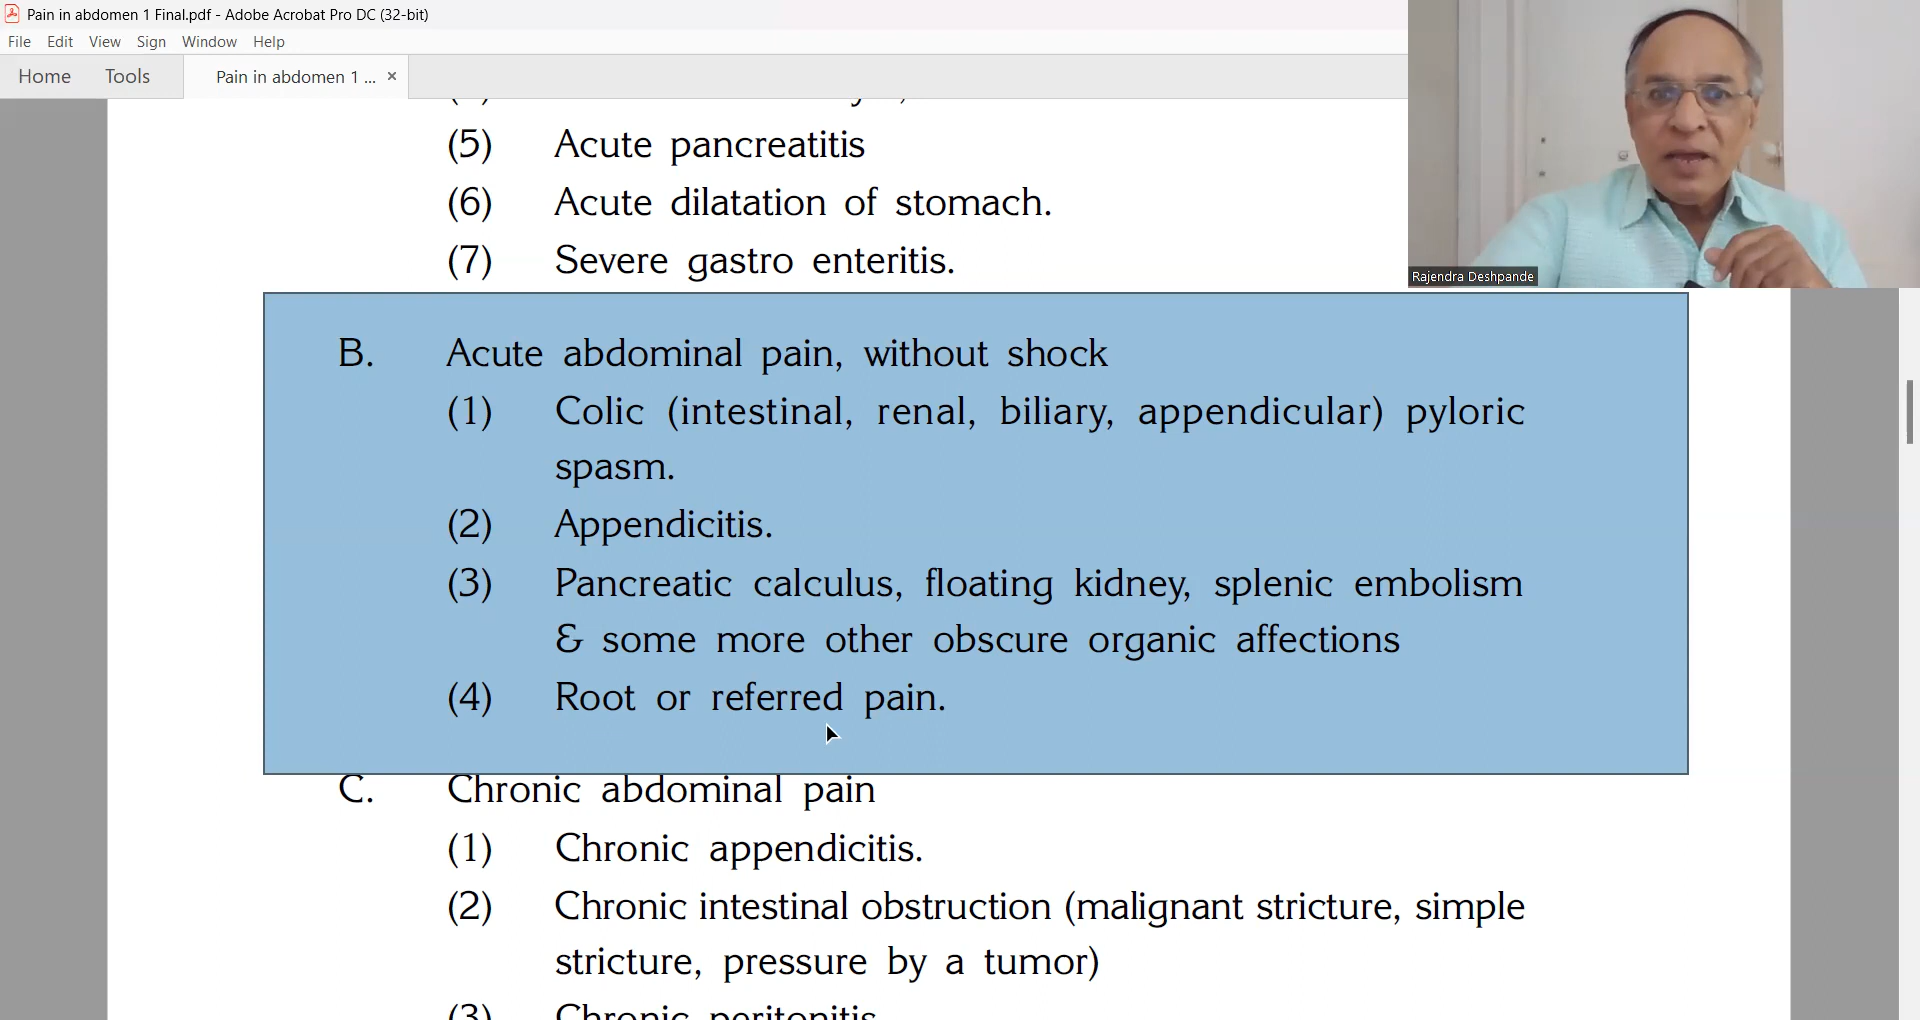 Pain in abdomen 1 Final.pdf - Adobe Acrobat Pro DC (32-bit)
File Edit View Sign Window Help
Home Tools Pain in abdomen 1 ... ×
(5) Acute pancreatitis
(6) Acute dilatation of stomach.
(7) Severe gastro enteritis.
Rajendra Deshpande
B. Acute abdominal pain, without shock
(1) Colic (intestinal, renal, biliary, appendicular) pyloric
spasm.
(2) Appendicitis.
(3) Pancreatic calculus, floating kidney, splenic embolism
& some more other obscure organic affections
(4) Root or referred pain.
C. Chronic abdominal pain
(1) Chronic appendicitis.
(2) Chronic intestinal obstruction (malignant stricture, simple
stricture, pressure by a tumor)
(3) Chronic peritonitis